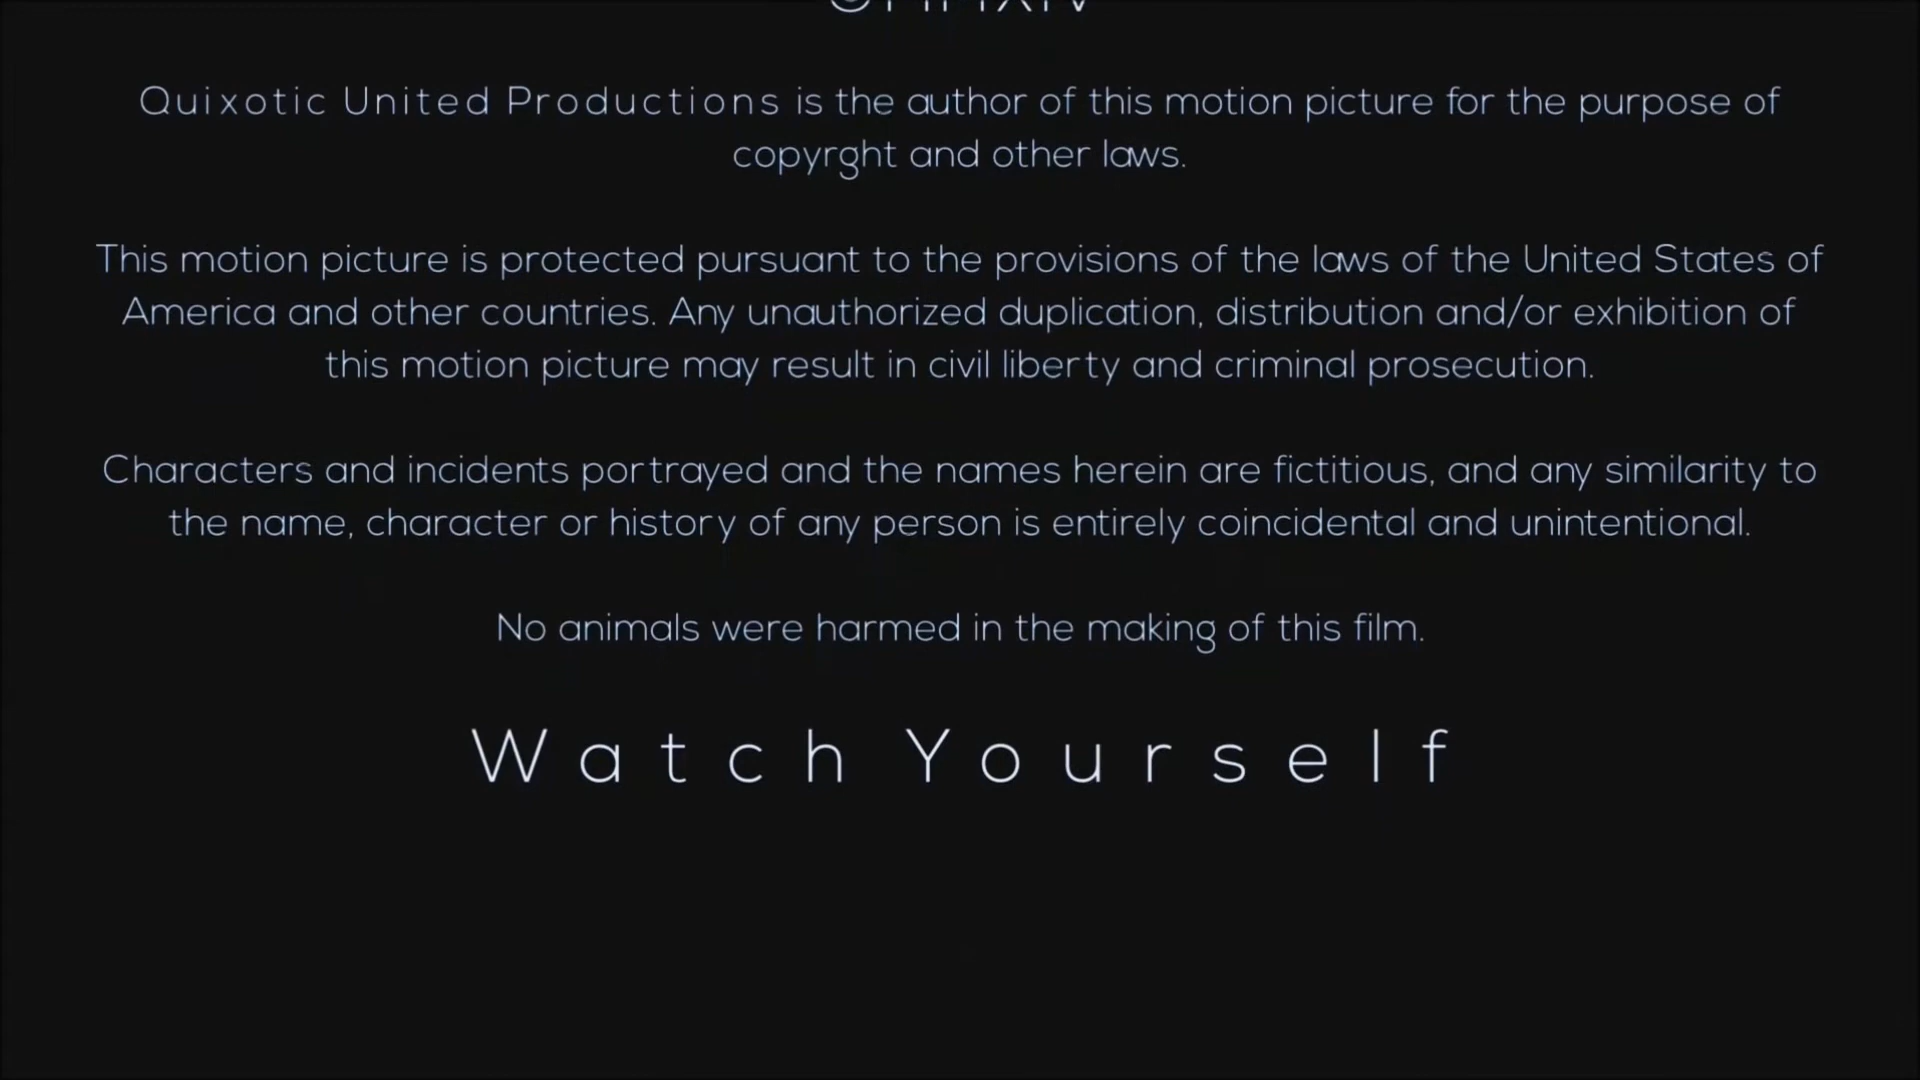 Quixotic United Productions is the author of this motion picture for the purpose of
copyrght and other laws.
This motion picture is protected pursuant to the provisions of the laws of the United States of
America and other countries. Any unauthorized duplication, distribution and/or exhibition of
this motion picture may result in civil liberty and criminal prosecution.
Characters and incidents portrayed and the names herein are fictitious, and any similarity to
the name, character or history of any person is entirely coincidental and unintentional.
No animals were harmed in the making of this film.
Watch Yourself